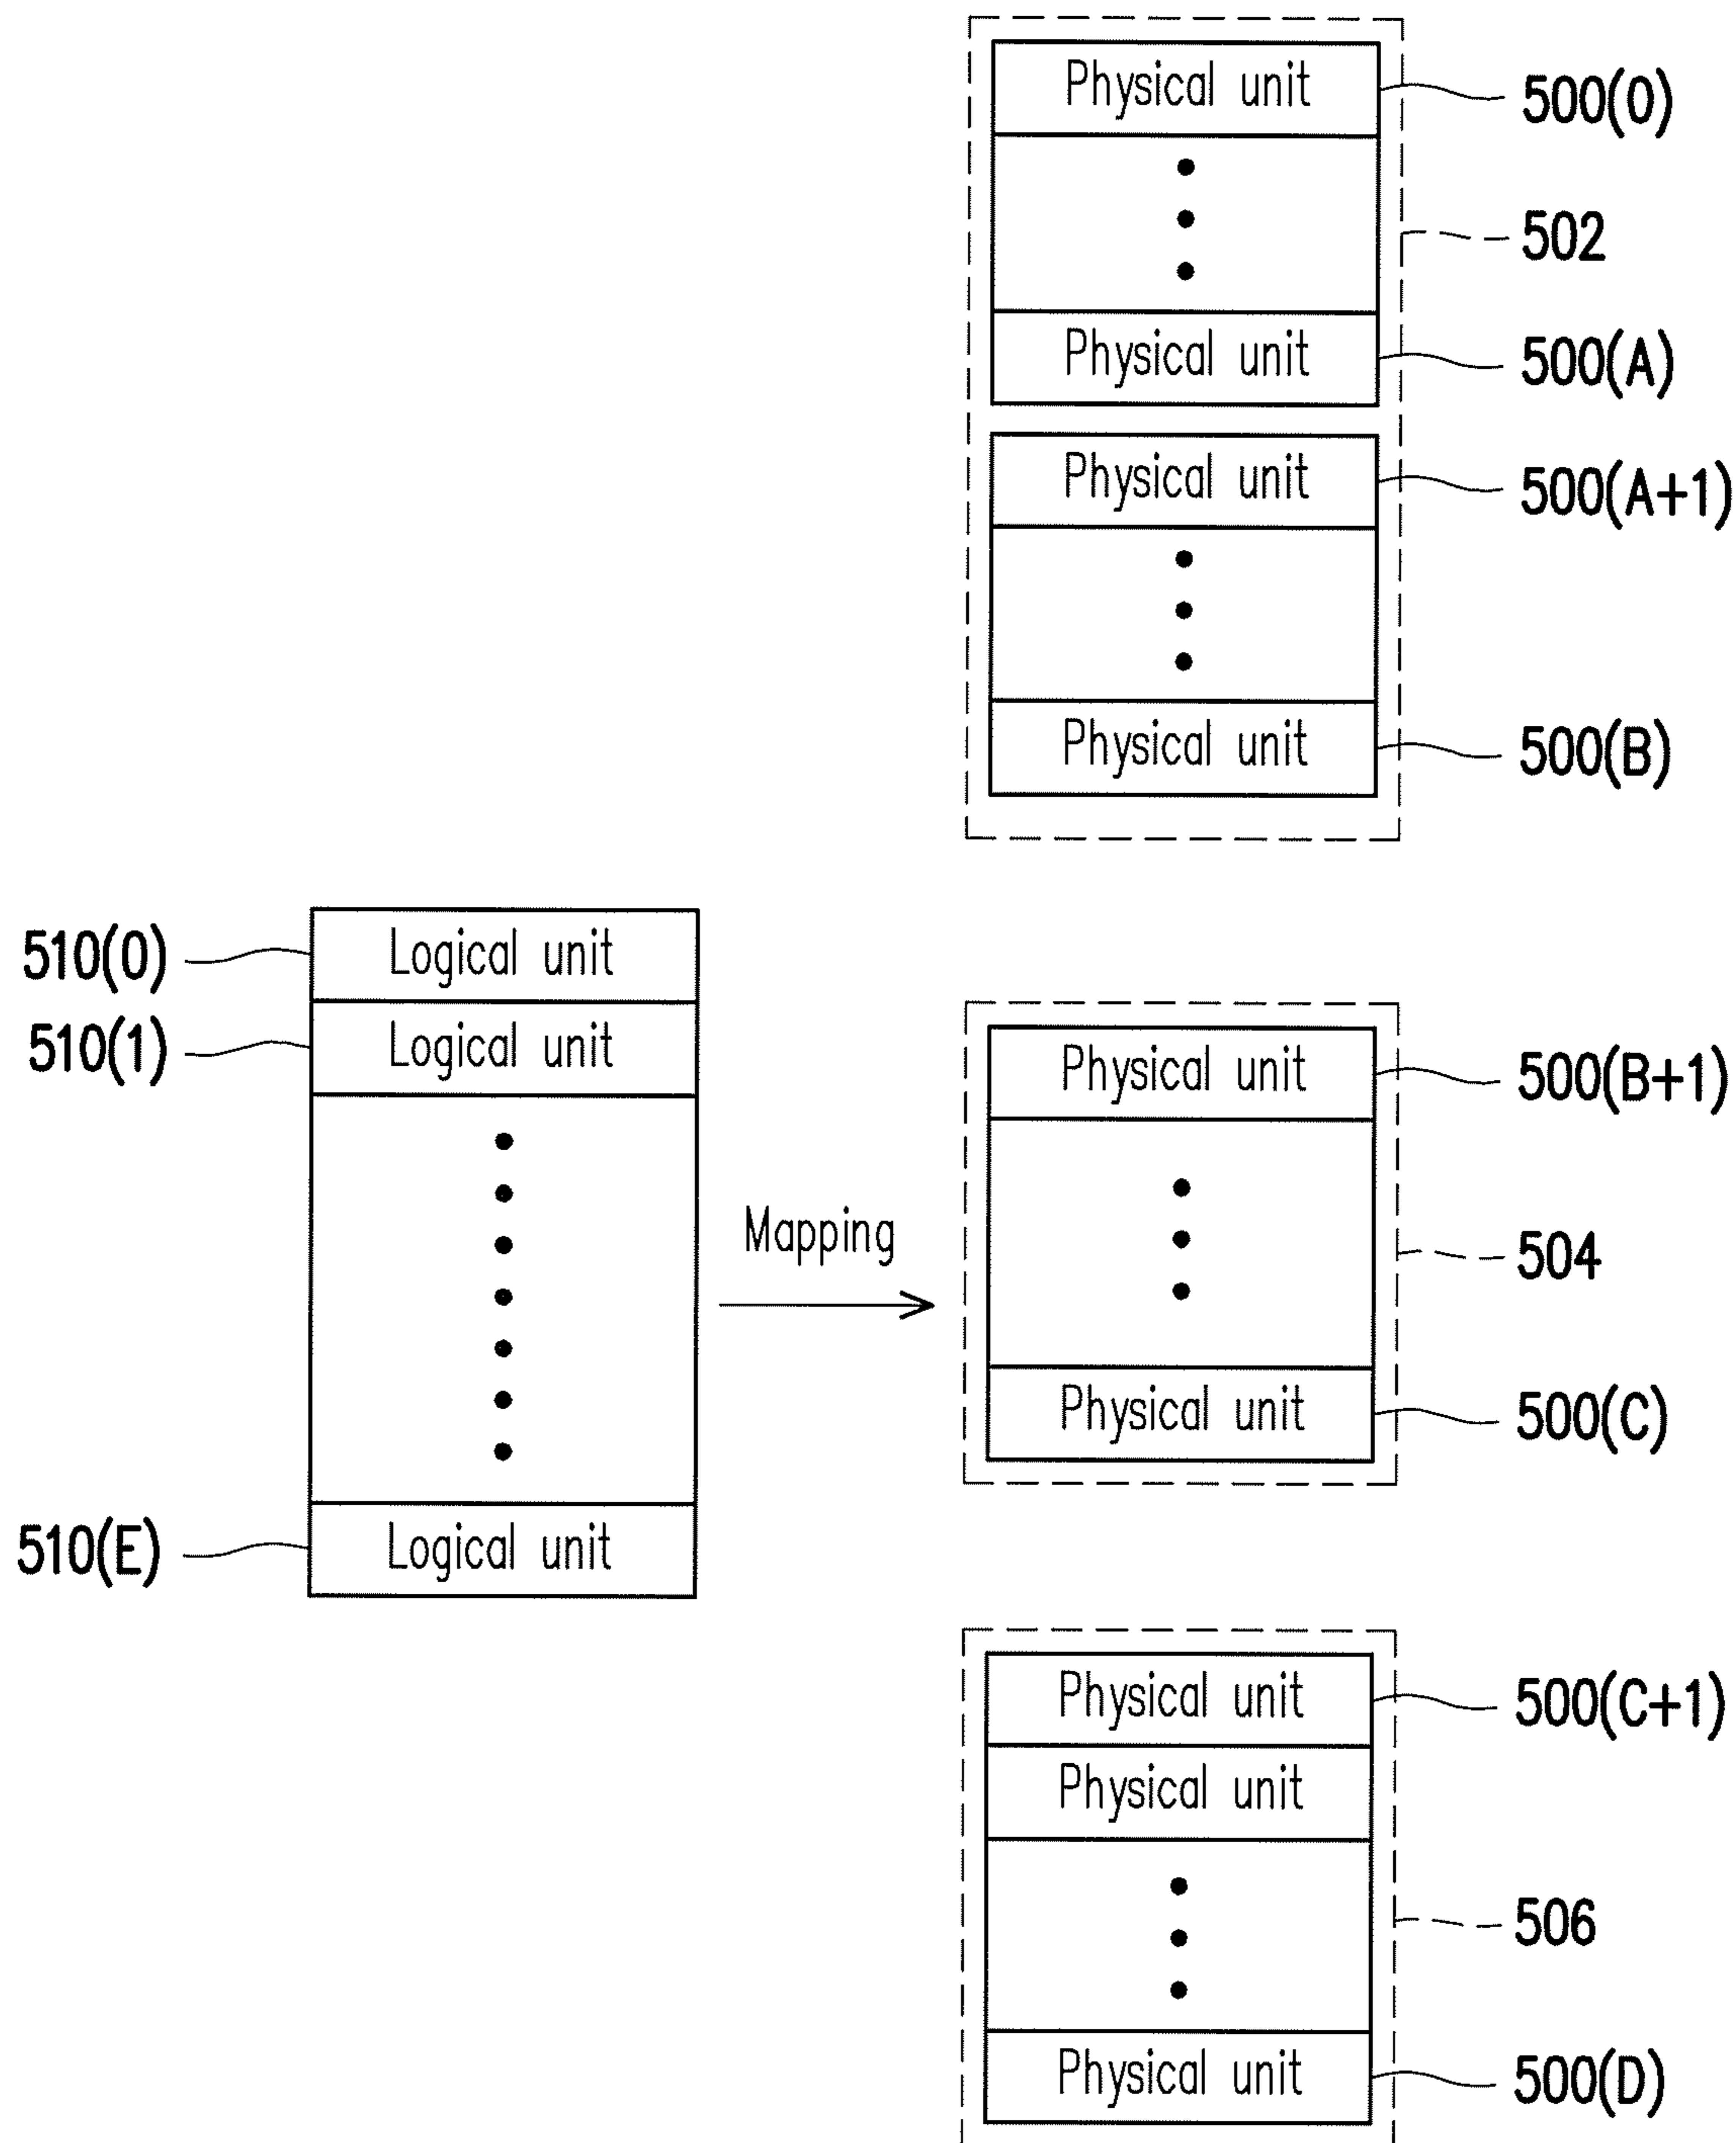 Physical unit 500(0)
502
Physical unit 500(A)
Physical unit 500(A+1)
Physical unit 500(B)
510(0) Logical unit
510(1) Logical unit
Physical unit 500(B+1)
Mapping
504
Physical unit 500(C)
510(E) Logical unit
Physical unit 500(C+1)
Physical unit
506
Physical unit 500(D)